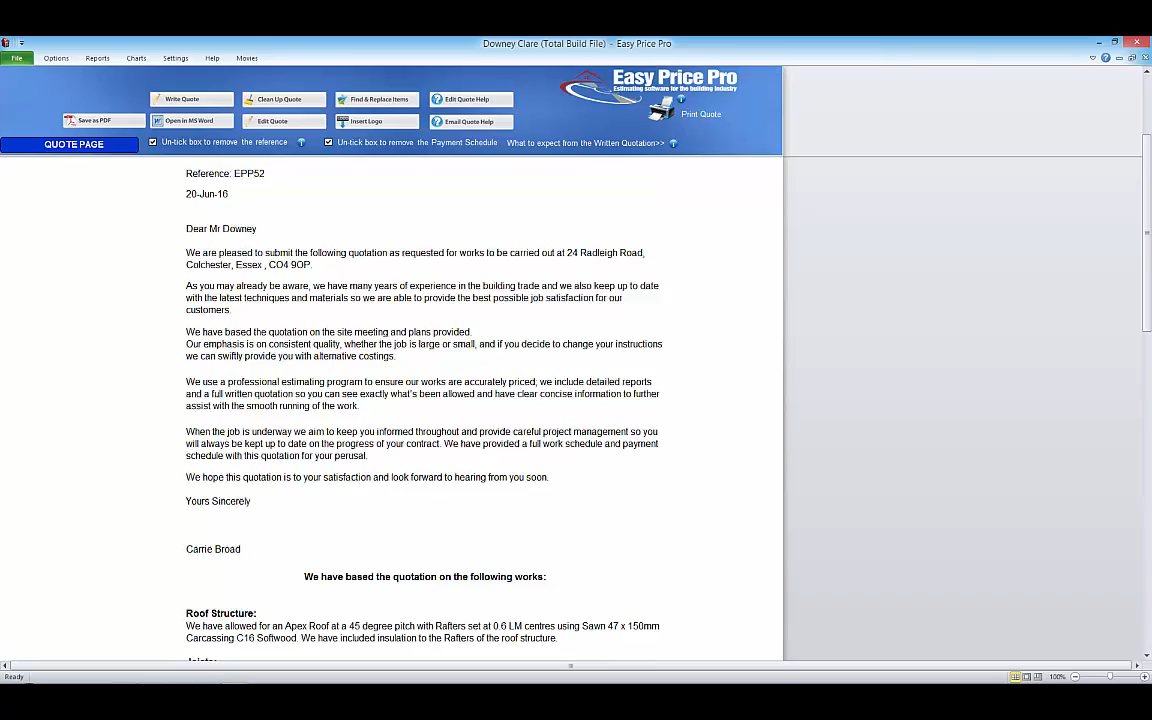 Downey Clare (Total Build File) - Easy Price Pro
File Options Reports Charts Settings Help Movies
Write Quote Clean Up Quote Find & Replace Items Edit Quote Help
Easy Price Pro
Estimating software for the building industry
Print Quote
Save as PDF Open in MS Word Edit Quote Insert Logo Email Quote Help
QUOTE PAGE Un-tick box to remove the reference Un-tick box to remove the Payment Schedule What to expect from the Written Quotation>>
Reference: EPP52
20-Jun-16
Dear Mr Downey
We are pleased to submit the following quotation as requested for works to be carried out at 24 Radleigh Road,
Colchester, Essex , CO4 9OP.
As you may already be aware, we have many years of experience in the building trade and we also keep up to date
with the latest techniques and materials so we are able to provide the best possible job satisfaction for our
customers.
We have based the quotation on the site meeting and plans provided.
Our emphasis is on consistent quality, whether the job is large or small, and if you decide to change your instructions
we can swiftly provide you with alternative costings.
We use a professional estimating program to ensure our works are accurately priced; we include detailed reports
and a full written quotation so you can see exactly what's been allowed and have clear concise information to further
assist with the smooth running of the work.
When the job is underway we aim to keep you informed throughout and provide careful project management so you
will always be kept up to date on the progress of your contract. We have provided a full work schedule and payment
schedule with this quotation for your perusal.
We hope this quotation is to your satisfaction and look forward to hearing from you soon.
Yours Sincerely
Carrie Broad
We have based the quotation on the following works:
Roof Structure:
We have allowed for an Apex Roof at a 45 degree pitch with Rafters set at 0.6 LM centres using Sawn 47 x 150mm
Carcassing C16 Softwood. We have included insulation to the Rafters of the roof structure.
Ready 100%